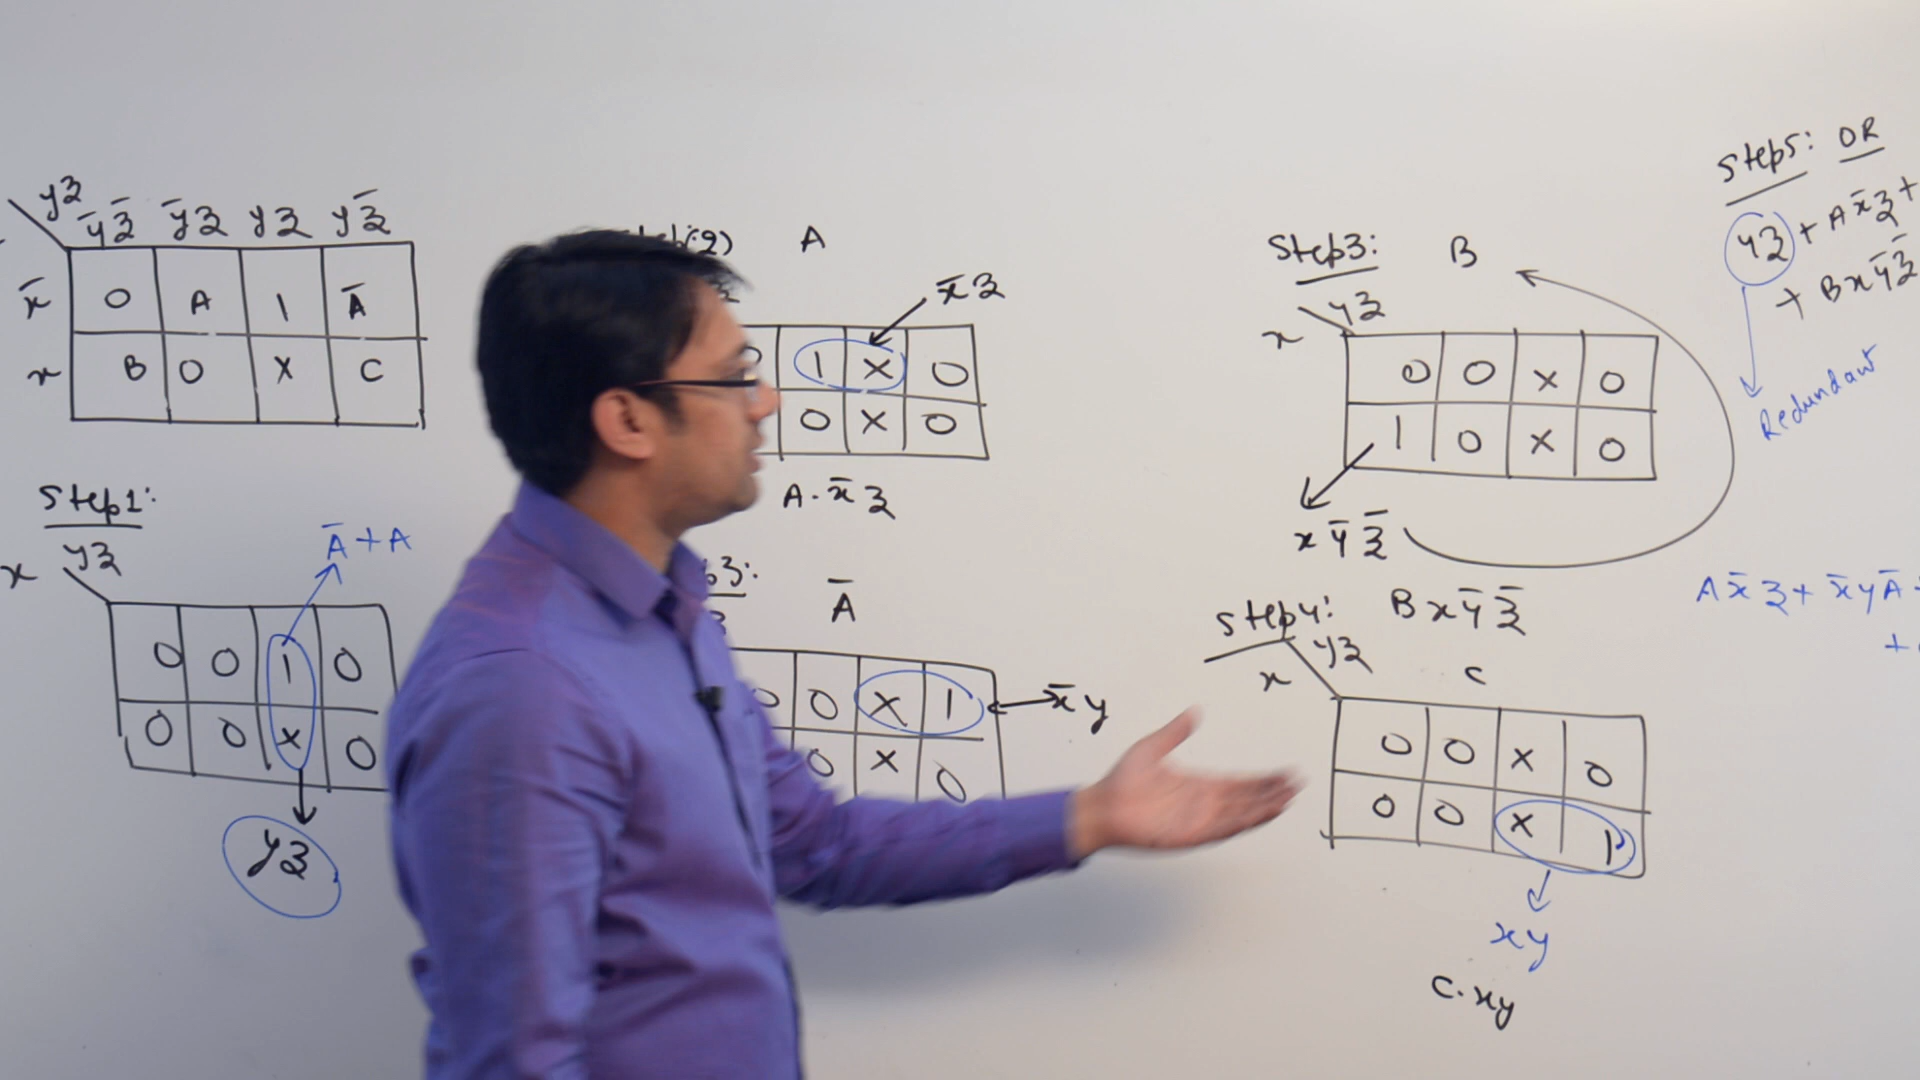 yz
ȳz̄ ȳz yz yz̄
x̄ 0 A 1 Ā
x B 0 X C
Step1:
yz
x
Ā+A
0 0 1 0
0 0 X 0
yz
A
x̄z
1 X 0
0 X 0
A·x̄z
3:
Ā
0 0 X 1
x̄y
0 X 0
Step3: B
yz
x
0 0 X 0
1 0 X 0
xȳz̄
Bxȳz̄
Step4:
yz
x
C
0 0 X 0
0 0 X 1
xy
C·xy
Step5: OR
yz + Ax̄z +
+ Bxȳz̄
Redundant
Ax̄z + x̄yĀ
+